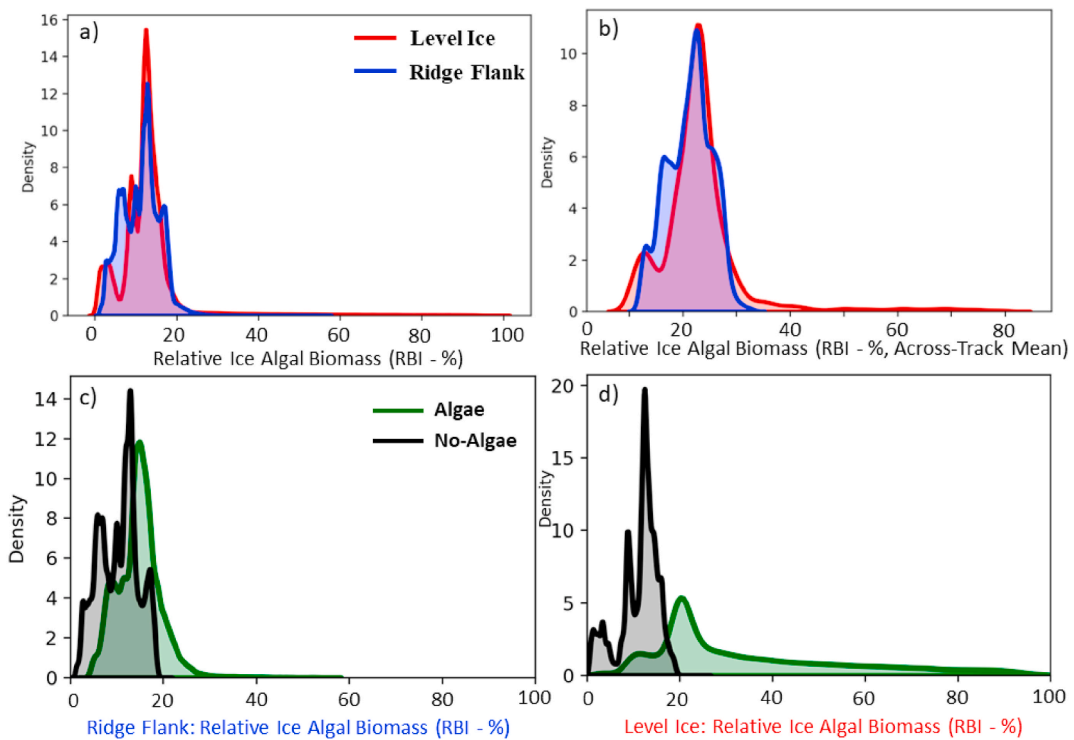 a)
Level Ice
Ridge Flank
16
14
12
10
8
6
4
2
0
Density
0 20 40 60 80 100
Relative Ice Algal Biomass (RBI - %)
b)
10
8
6
4
2
0
Density
0 20 40 60 80
Relative Ice Algal Biomass (RBI - %, Across-Track Mean)
c)
Algae
No-Algae
14
12
10
8
6
4
2
0
Density
0 20 40 60 80 100
Ridge Flank: Relative Ice Algal Biomass (RBI - %)
d)
20
15
10
5
0
Density
0 20 40 60 80 100
Level Ice: Relative Ice Algal Biomass (RBI - %)